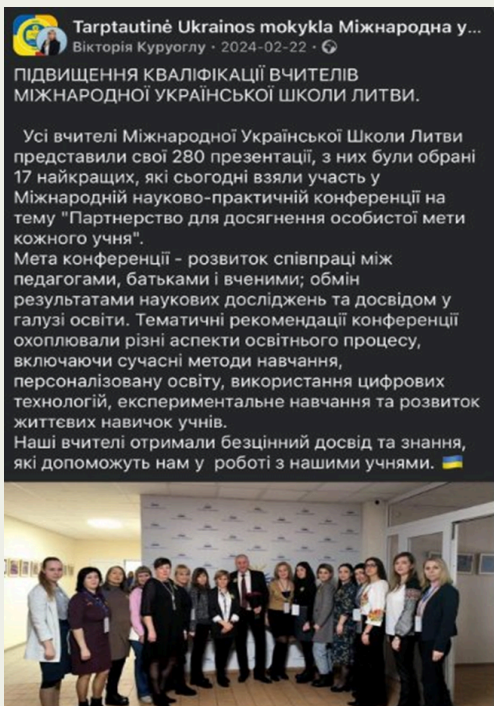 Tarptautinė Ukrainos mokykla Міжнародна у...
Вікторія Куруоглу · 2024-02-22 ·
ПІДВИЩЕННЯ КВАЛІФІКАЦІЇ ВЧИТЕЛІВ
МІЖНАРОДНОЇ УКРАЇНСЬКОЇ ШКОЛИ ЛИТВИ.
Усі вчителі Міжнародної Української Школи Литви
представили свої 280 презентації, з них були обрані
17 найкращих, які сьогодні взяли участь у
Міжнародній науково-практичній конференції на
тему "Партнерство для досягнення особистої мети
кожного учня".
Мета конференції - розвиток співпраці між
педагогами, батьками і вченими; обмін
результатами наукових досліджень та досвідом у
галузі освіти. Тематичні рекомендації конференції
охоплювали різні аспекти освітнього процесу,
включаючи сучасні методи навчання,
персоналізовану освіту, використання цифрових
технологій, експериментальне навчання та розвиток
життєвих навичок учнів.
Наші вчителі отримали безцінний досвід та знання,
які допоможуть нам у роботі з нашими учнями.